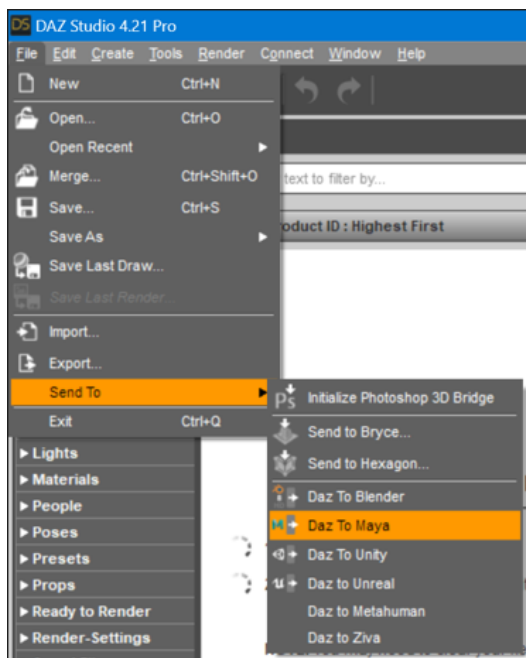 DS DAZ Studio 4.21 Pro
File Edit Create Tools Render Connect Window Help
New Ctrl+N
Open... Ctrl+O
Open Recent
Merge... Ctrl+Shift+O
text to filter by...
Save... Ctrl+S
oduct ID : Highest First
Save As
Save Last Draw...
Save Last Render...
Import...
Export...
Send To
Ps Initialize Photoshop 3D Bridge
Exit Ctrl+Q
Send to Bryce...
Lights
Send to Hexagon...
Materials
Daz To Blender
People
Daz To Maya
Poses
Daz To Unity
Presets
Props
Daz to Unreal
Ready to Render
Daz to Metahuman
Render-Settings
Daz to Ziva